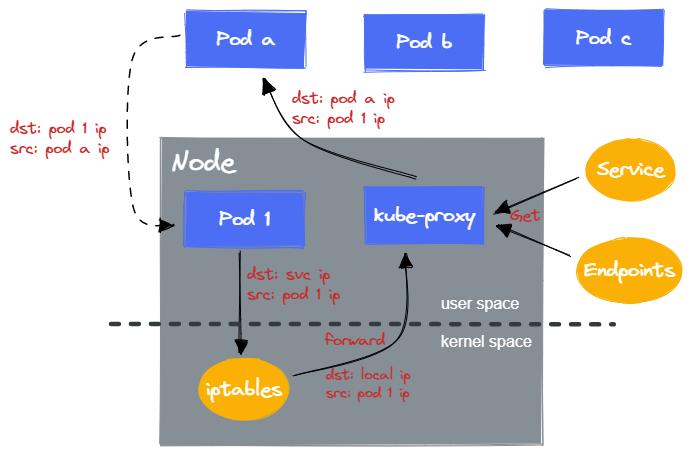 Pod a
Pod b
Pod c
dst: pod a ip
src: pod 1 ip
dst: pod 1 ip
src: pod a ip
Node
Service
Pod 1
kube-proxy
Get
Endpoints
dst: svc ip
src: pod 1 ip
user space
forward
kernel space
dst: local ip
src: pod 1 ip
iptables